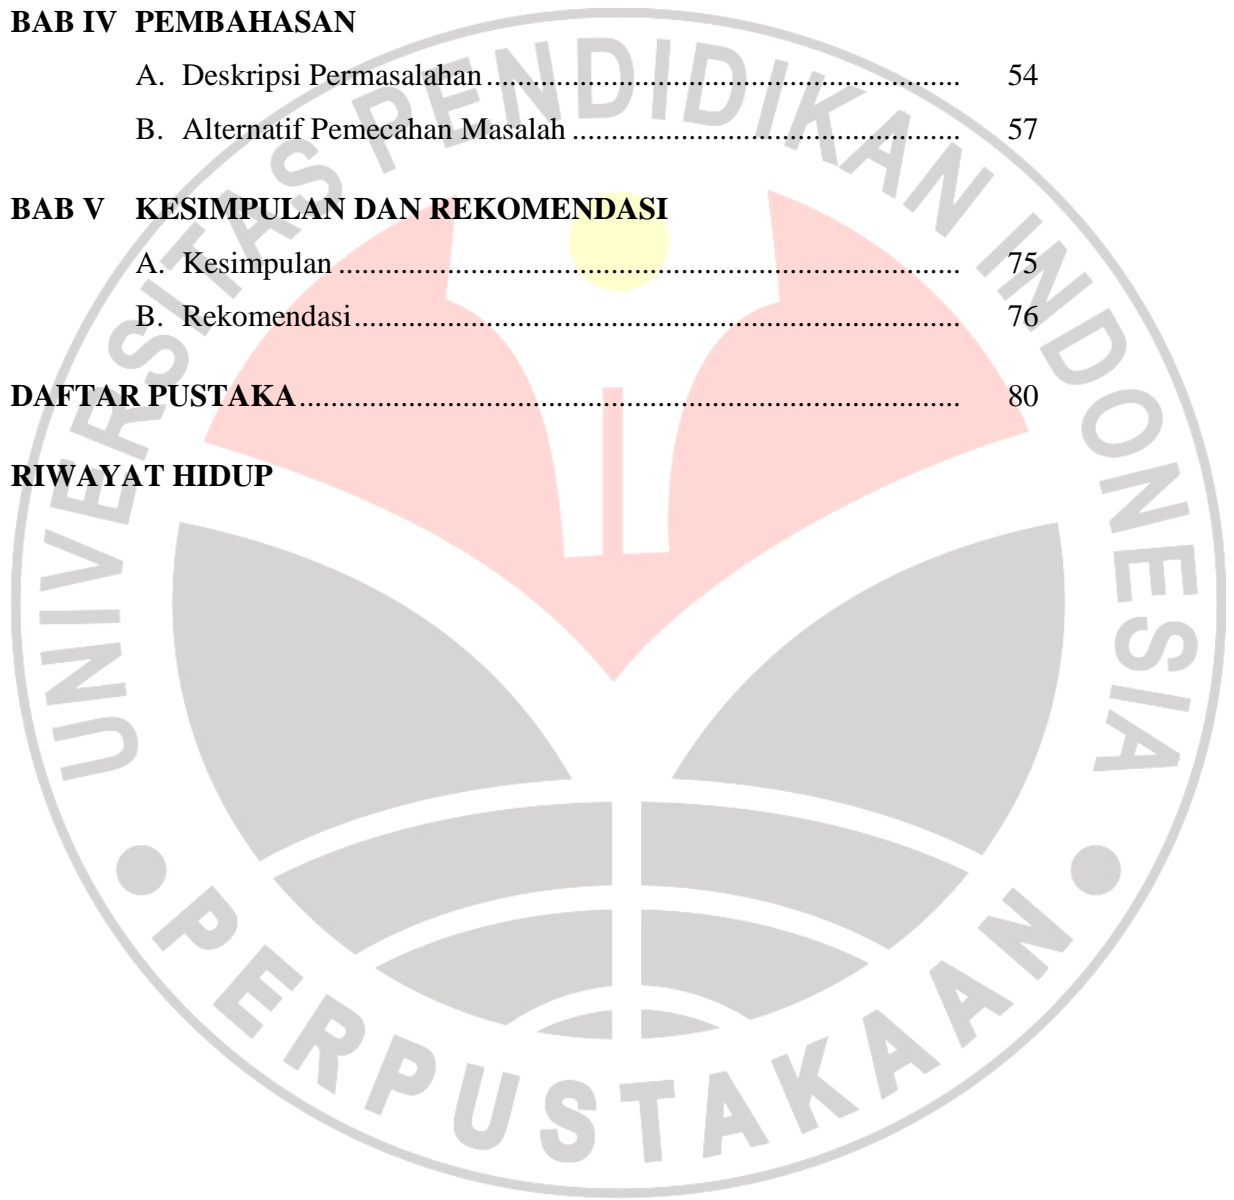 BAB IV PEMBAHASAN
A. Deskripsi Permasalahan ............................................................ 54
B. Alternatif Pemecahan Masalah ................................................. 57
BAB V KESIMPULAN DAN REKOMENDASI
A. Kesimpulan ............................................................................... 75
B. Rekomendasi ............................................................................. 76
DAFTAR PUSTAKA .................................................................................... 80
RIWAYAT HIDUP
UNIVERSITAS PENDIDIKAN INDONESIA
PERPUSTAKAAN